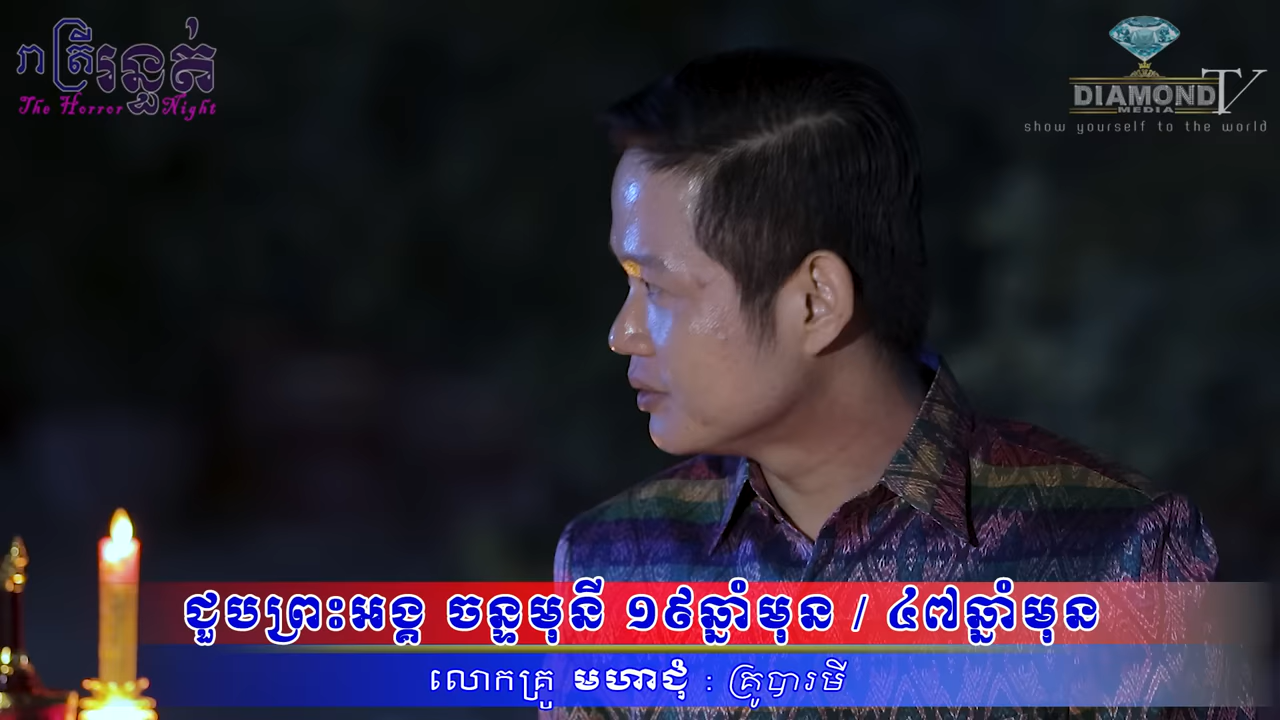 រាត្រីរន្ធត់
The Horror Night
DIAMOND TV
MEDIA
show yourself to the world
ជួបព្រះអង្គ ចន្ទមុនី ១៩ឆ្នាំមុន / ៤៧ឆ្នាំមុន
លោកគ្រូ មហាជុំ : គ្រូបារមី